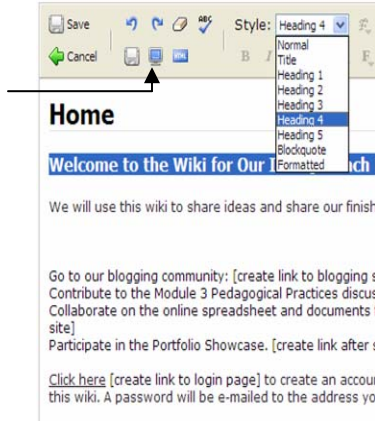 Save ABC Style: Heading 4
Cancel HTML B I
Normal
Title
Heading 1
Heading 2
Heading 3
Heading 4
Heading 5
Blockquote
Formatted
Home
Welcome to the Wiki for Our
We will use this wiki to share ideas and share our finish
Go to our blogging community: [create link to blogging s
Contribute to the Module 3 Pedagogical Practices discus
Collaborate on the online spreadsheet and documents
site]
Participate in the Portfolio Showcase. [create link after s
Click here [create link to login page] to create an accou
this wiki. A password will be e-mailed to the address yo